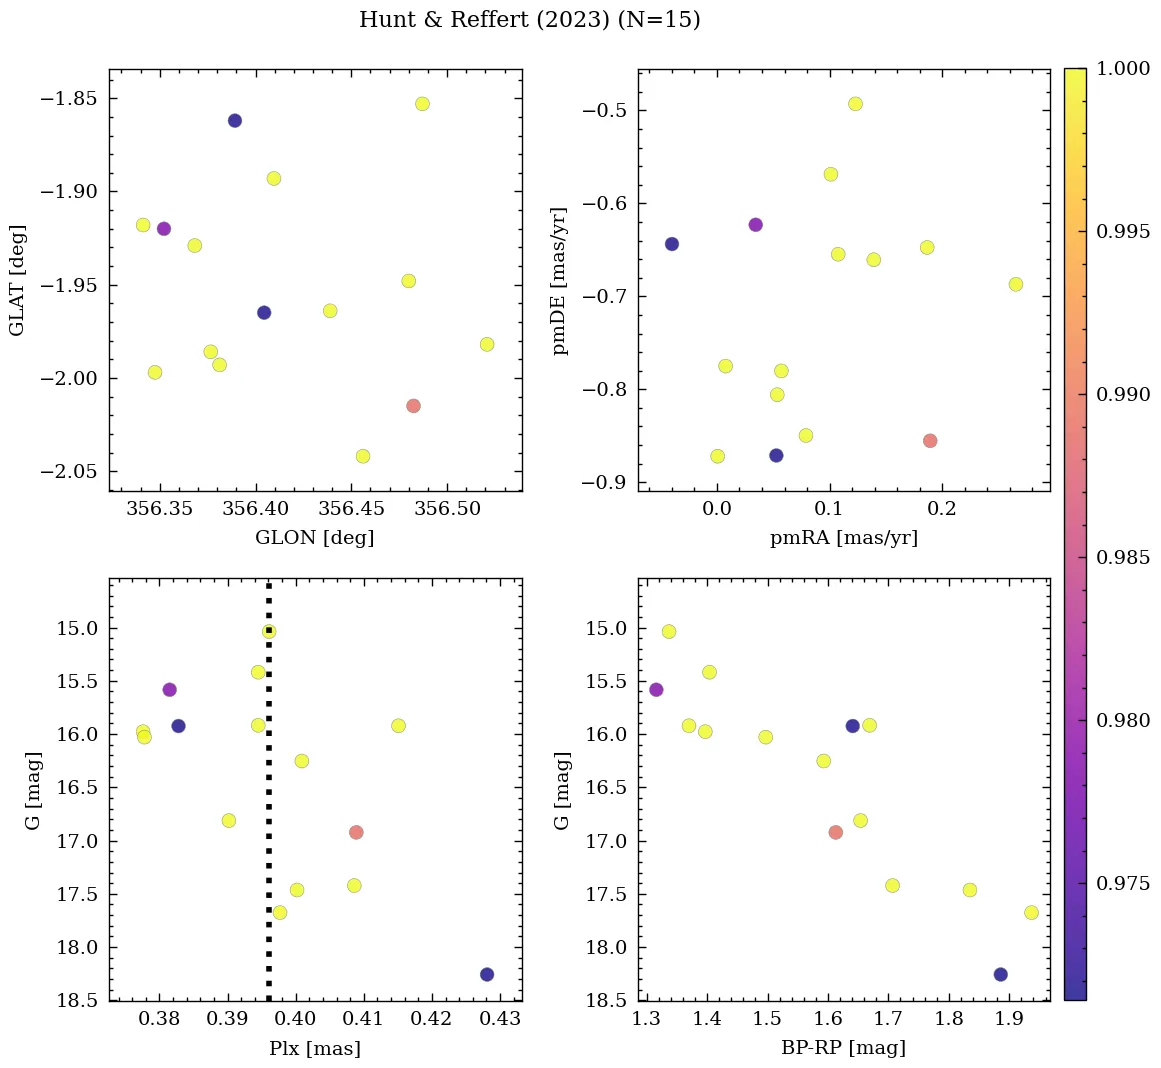 Hunt & Reffert (2023) (N=15)
−1.85
−1.90
−1.95
−2.00
−2.05
GLAT [deg]
356.35 356.40 356.45 356.50
GLON [deg]
−0.5
−0.6
−0.7
−0.8
−0.9
pmDE [mas/yr]
0.0 0.1 0.2
pmRA [mas/yr]
15.0
15.5
16.0
16.5
17.0
17.5
18.0
18.5
G [mag]
0.38 0.39 0.40 0.41 0.42 0.43
Plx [mas]
15.0
15.5
16.0
16.5
17.0
17.5
18.0
18.5
G [mag]
1.3 1.4 1.5 1.6 1.7 1.8 1.9
BP-RP [mag]
1.000
0.995
0.990
0.985
0.980
0.975